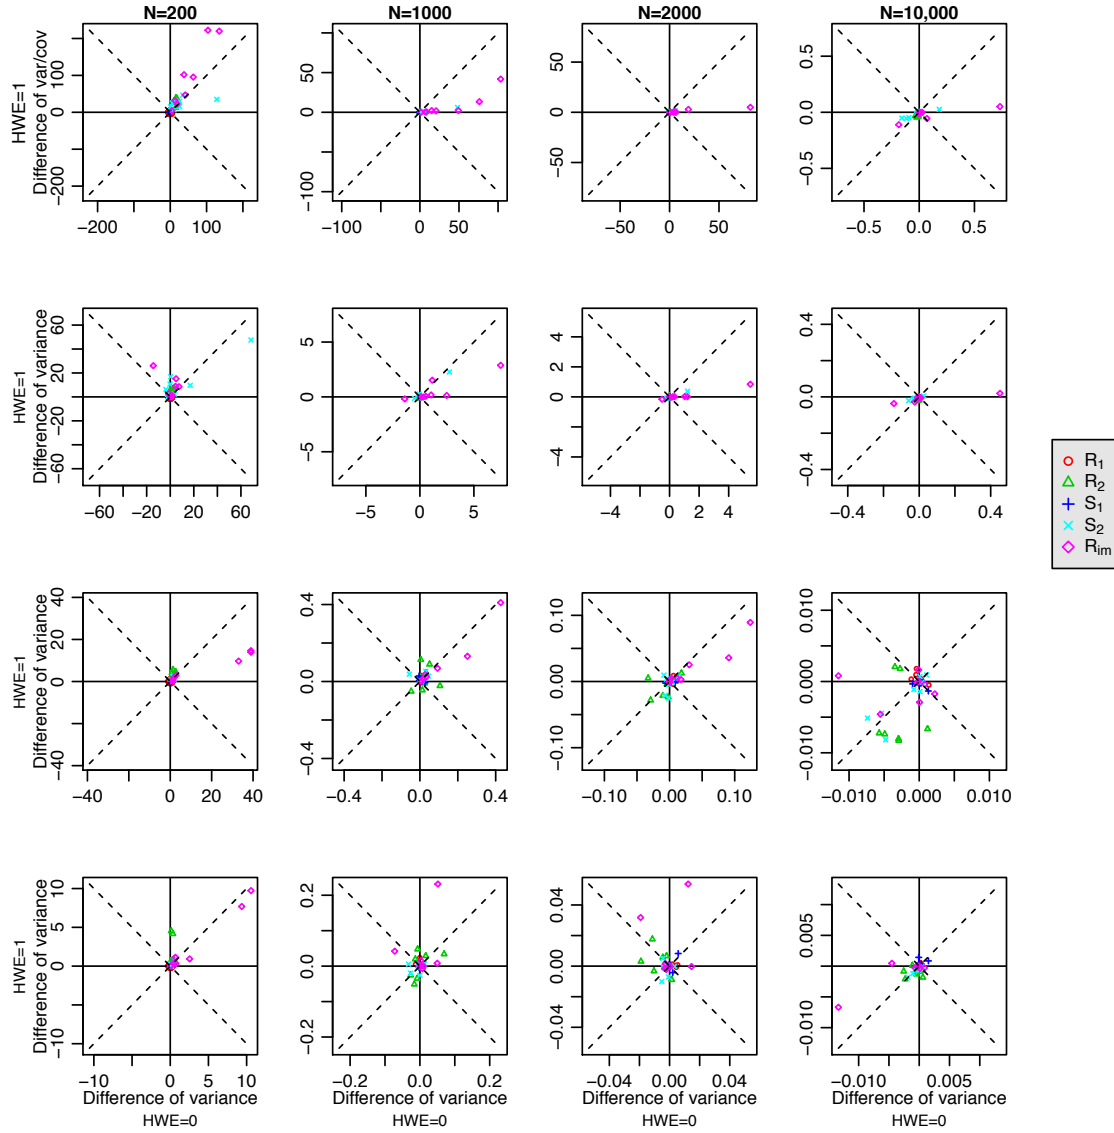 N=200 N=1000 N=2000 N=10,000
HWE=1
Difference of var/cov
−200 0 100
−200 0 100
−100 0 50
−100 0 50
−50 0 50
−50 0 50
−0.5 0.0 0.5
−0.5 0.0 0.5
HWE=1
Difference of variance
−60 −20 20 60
−60 −20 20 60
−5 0 5
−5 0 5
−4 0 2 4
−4 0 2 4
−0.4 0.0 0.4
−0.4 0.0 0.4
R1
R2
S1
S2
Rim
HWE=1
Difference of variance
−40 0 20 40
−40 0 20 40
−0.4 0.0 0.4
−0.4 0.0 0.4
−0.10 0.00 0.10
−0.10 0.00 0.10
−0.010 0.000 0.010
−0.010 0.000 0.010
HWE=1
Difference of variance
−10 0 5 10
−10 −5 0 5 10
−0.2 0.0 0.2
−0.2 0.0 0.2
−0.04 0.00 0.04
−0.04 0.00 0.04
−0.010 0.005
−0.010 0.005
Difference of variance Difference of variance Difference of variance Difference of variance
HWE=0 HWE=0 HWE=0 HWE=0